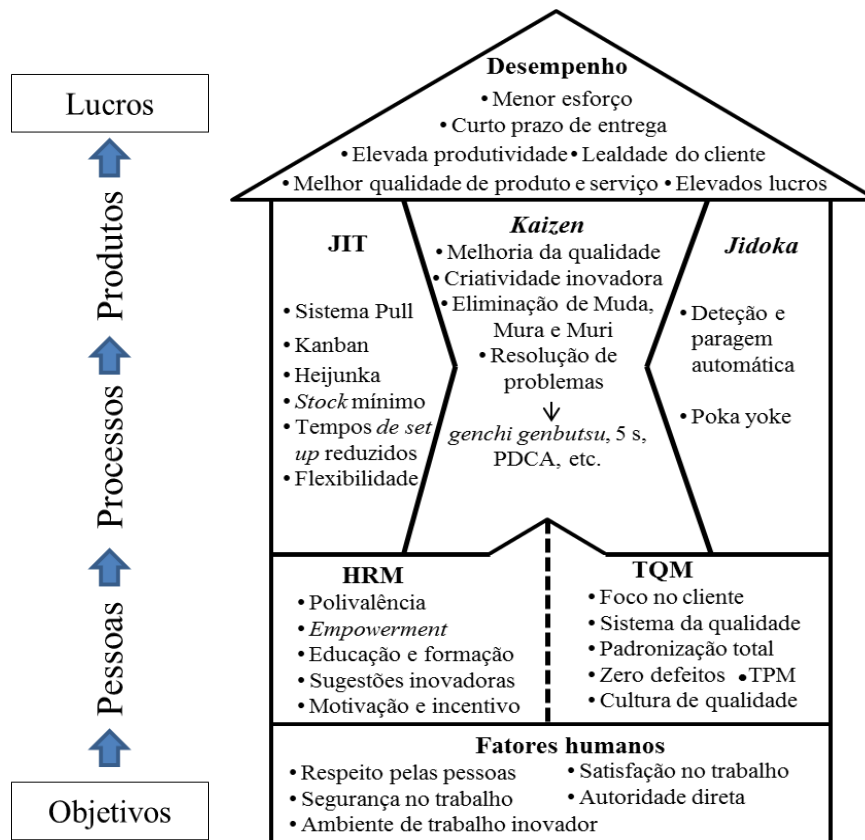 Lucros
Produtos
Processos
Pessoas
Objetivos
Desempenho
• Menor esforço
• Curto prazo de entrega
• Elevada produtividade • Lealdade do cliente
• Melhor qualidade de produto e serviço • Elevados lucros
JIT
• Sistema Pull
• Kanban
• Heijunka
• Stock mínimo
• Tempos de set
up reduzidos
• Flexibilidade
Kaizen
• Melhoria da qualidade
• Criatividade inovadora
• Eliminação de Muda,
Mura e Muri
• Resolução de
problemas
genchi genbutsu, 5 s,
PDCA, etc.
Jidoka
• Deteção e
paragem
automática
• Poka yoke
HRM
• Polivalência
• Empowerment
• Educação e formação
• Sugestões inovadoras
• Motivação e incentivo
TQM
• Foco no cliente
• Sistema da qualidade
• Padronização total
• Zero defeitos • TPM
• Cultura de qualidade
Fatores humanos
• Respeito pelas pessoas
• Segurança no trabalho
• Ambiente de trabalho inovador
• Satisfação no trabalho
• Autoridade direta